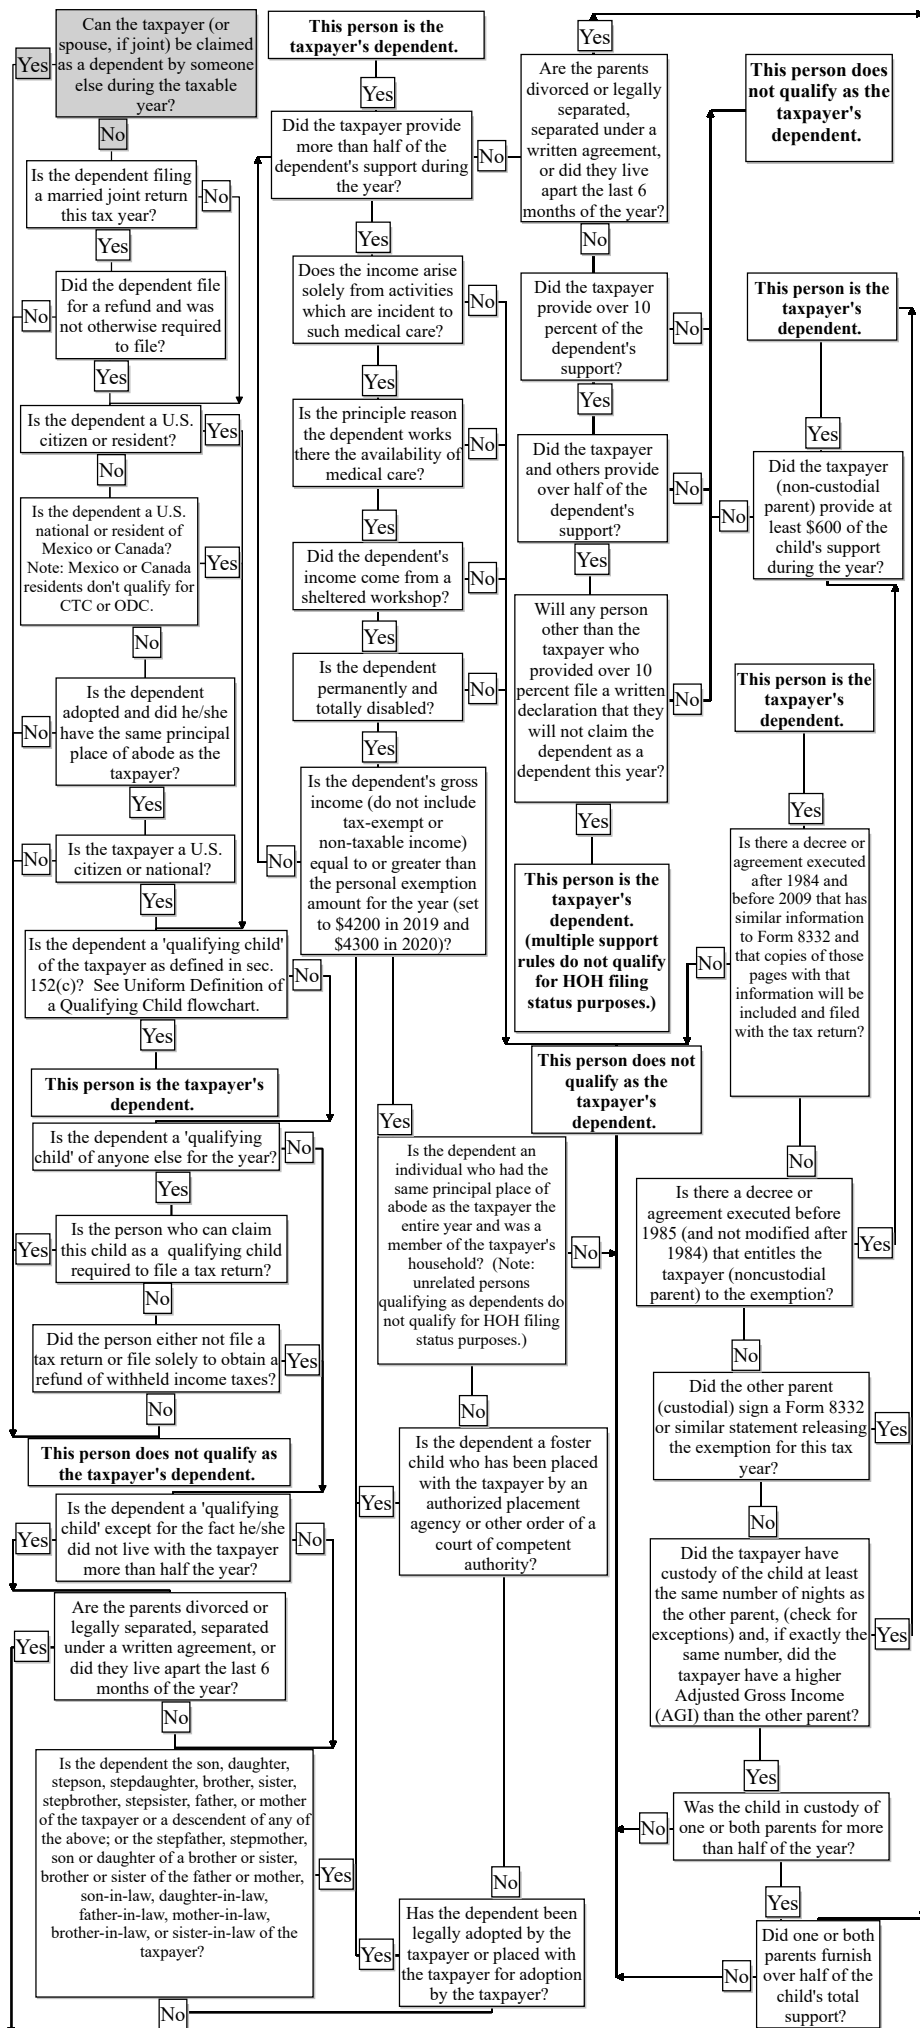 Can the taxpayer (or
spouse, if joint) be claimed
as a dependent by someone
else during the taxable
year?
Yes
No
Is the dependent filing
a married joint return
this tax year?
No
Yes
Did the dependent file
for a refund and was
not otherwise required
to file?
No
Yes
Is the dependent a U.S.
citizen or resident?
Yes
No
Is the dependent a U.S.
national or resident of
Mexico or Canada?
Note: Mexico or Canada
residents don't qualify for
CTC or ODC.
Yes
No
Is the dependent
adopted and did he/she
have the same principal
place of abode as the
taxpayer?
No
Yes
Is the taxpayer a U.S.
citizen or national?
No
Yes
Is the dependent a 'qualifying child'
of the taxpayer as defined in sec.
152(c)? See Uniform Definition of
a Qualifying Child flowchart.
No
Yes
This person is the taxpayer's
dependent.
Is the dependent a 'qualifying
child' of anyone else for the year?
No
Yes
Is the person who can claim
this child as a qualifying child
required to file a tax return?
Yes
No
Did the person either not file a
tax return or file solely to obtain a
refund of withheld income taxes?
Yes
No
This person does not qualify as
the taxpayer's dependent.
Is the dependent a 'qualifying
child' except for the fact he/she
did not live with the taxpayer
more than half the year?
Yes
No
Are the parents divorced or
legally separated, separated
under a written agreement, or
did they live apart the last 6
months of the year?
Yes
No
Is the dependent the son, daughter,
stepson, stepdaughter, brother, sister,
stepbrother, stepsister, father, or mother
of the taxpayer or a descendent of any of
the above; or the stepfather, stepmother,
son or daughter of a brother or sister,
brother or sister of the father or mother,
son-in-law, daughter-in-law,
father-in-law, mother-in-law,
brother-in-law, or sister-in-law of the
taxpayer?
Yes
No
This person is the
taxpayer's dependent.
Yes
Did the taxpayer provide
more than half of the
dependent's support during
the year?
No
Yes
Does the income arise
solely from activities
which are incident to
such medical care?
No
Yes
Is the principle reason
the dependent works
there the availability of
medical care?
No
Yes
Did the dependent's
income come from a
sheltered workshop?
No
Yes
Is the dependent
permanently and
totally disabled?
No
Yes
Is the dependent's gross
income (do not include
tax-exempt or
non-taxable income)
equal to or greater than
the personal exemption
amount for the year (set
to $4200 in 2019 and
$4300 in 2020)?
No
Yes
Is the dependent an
individual who had the
same principal place of
abode as the taxpayer the
entire year and was a
member of the taxpayer's
household? (Note:
unrelated persons
qualifying as dependents do
not qualify for HOH filing
status purposes.)
No
No
Is the dependent a foster
child who has been placed
with the taxpayer by an
authorized placement
agency or other order of a
court of competent
authority?
Yes
No
Has the dependent been
legally adopted by the
taxpayer or placed with
the taxpayer for adoption
by the taxpayer?
Yes
Yes
Are the parents
divorced or legally
separated,
separated under a
written agreement,
or did they live
apart the last 6
months of the year?
No
Did the taxpayer
provide over 10
percent of the
dependent's
support?
No
Yes
Did the taxpayer
and others provide
over half of the
dependent's
support?
No
Yes
Will any person
other than the
taxpayer who
provided over 10
percent file a written
declaration that they
will not claim the
dependent as a
dependent this year?
No
Yes
This person is the
taxpayer's
dependent.
(multiple support
rules do not qualify
for HOH filing
status purposes.)
This person does not
qualify as the
taxpayer's
dependent.
This person does
not qualify as the
taxpayer's
dependent.
This person is the
taxpayer's
dependent.
Yes
Did the taxpayer
(non-custodial
parent) provide at
least $600 of the
child's support
during the year?
No
This person is the
taxpayer's
dependent.
Yes
Is there a decree or
agreement executed
after 1984 and
before 2009 that has
similar information
to Form 8332 and
that copies of those
pages with that
information will be
included and filed
with the tax return?
No
No
Is there a decree or
agreement executed before
1985 (and not modified after
1984) that entitles the
taxpayer (noncustodial
parent) to the exemption?
Yes
No
Did the other parent
(custodial) sign a Form 8332
or similar statement releasing
the exemption for this tax
year?
Yes
No
Did the taxpayer have
custody of the child at least
the same number of nights as
the other parent, (check for
exceptions) and, if exactly the
same number, did the
taxpayer have a higher
Adjusted Gross Income
(AGI) than the other parent?
Yes
Yes
Was the child in custody of
one or both parents for more
than half of the year?
No
Yes
Did one or both
parents furnish
over half of the
child's total
support?
No